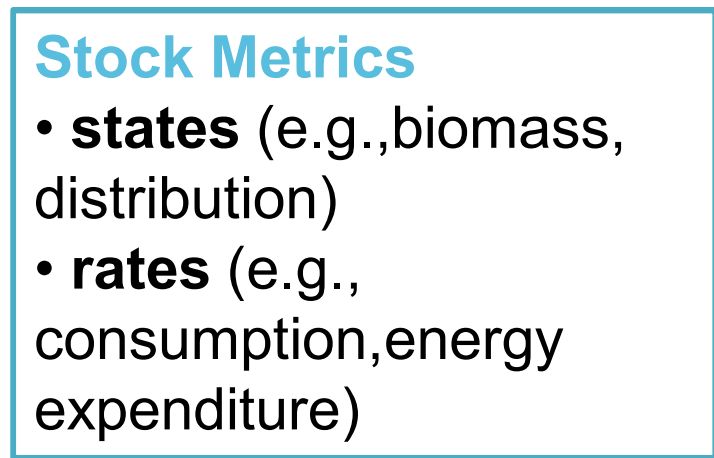 Stock Metrics
• states (e.g.,biomass,
distribution)
• rates (e.g.,
consumption,energy
expenditure)